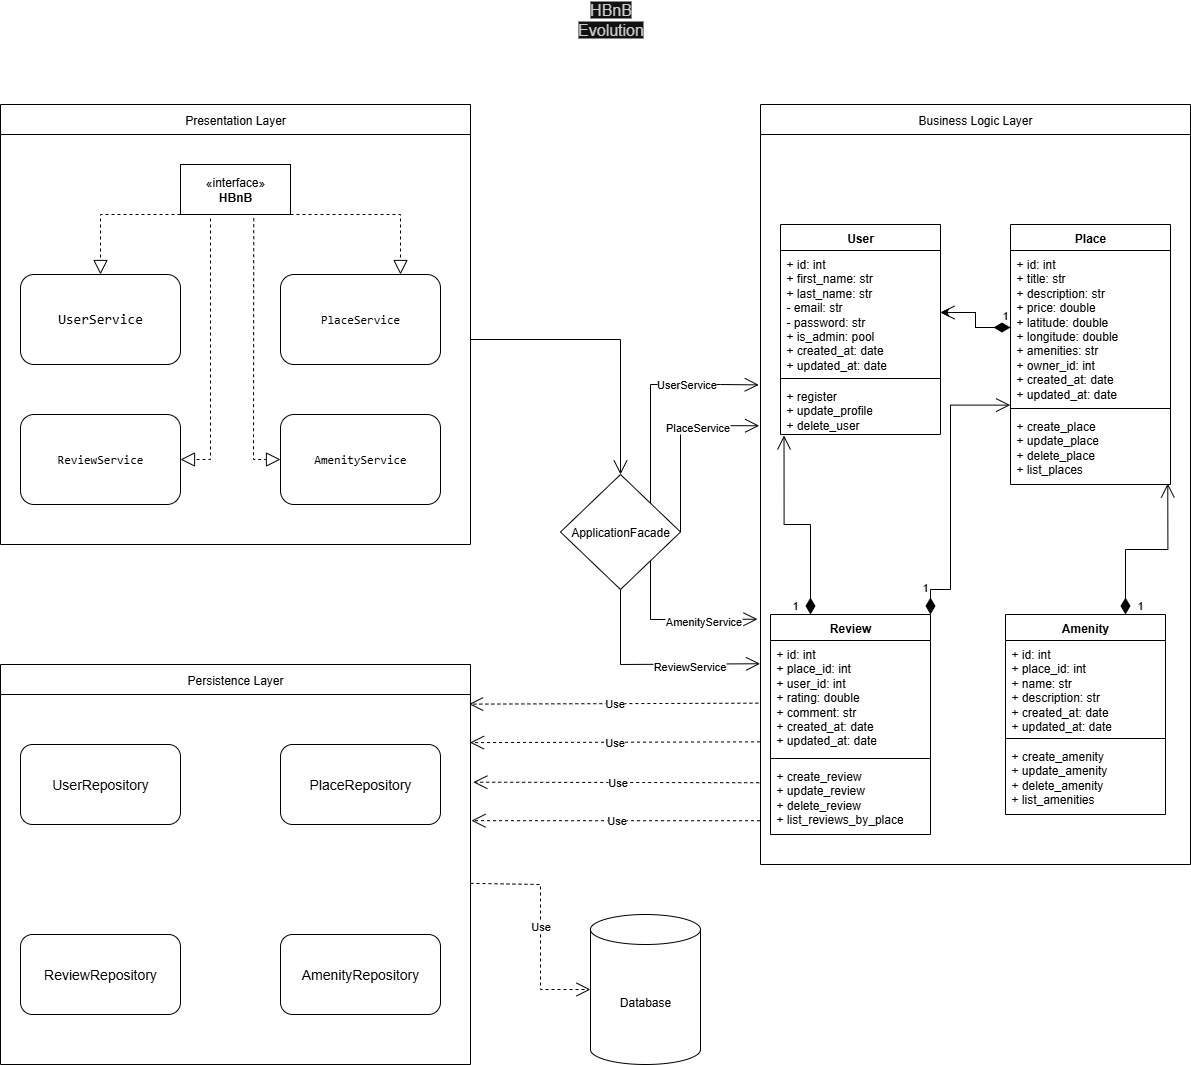 HBnB
Evolution
Presentation Layer
«interface»
HBnB
UserService
PlaceService
ReviewService
AmenityService
ApplicationFacade
UserService
PlaceService
AmenityService
ReviewService
Business Logic Layer
User
+ id: int
+ first_name: str
+ last_name: str
- email: str
- password: str
+ is_admin: pool
+ created_at: date
+ updated_at: date
+ register
+ update_profile
+ delete_user
1
Place
+ id: int
+ title: str
+ description: str
+ price: double
+ latitude: double
+ longitude: double
+ amenities: str
+ owner_id: int
+ created_at: date
+ updated_at: date
+ create_place
+ update_place
+ delete_place
+ list_places
1
1
1
Review
+ id: int
+ place_id: int
+ user_id: int
+ rating: double
+ comment: str
+ created_at: date
+ updated_at: date
+ create_review
+ update_review
+ delete_review
+ list_reviews_by_place
Amenity
+ id: int
+ place_id: int
+ name: str
+ description: str
+ created_at: date
+ updated_at: date
+ create_amenity
+ update_amenity
+ delete_amenity
+ list_amenities
Persistence Layer
UserRepository
PlaceRepository
ReviewRepository
AmenityRepository
Use
Use
Use
Use
Use
Database